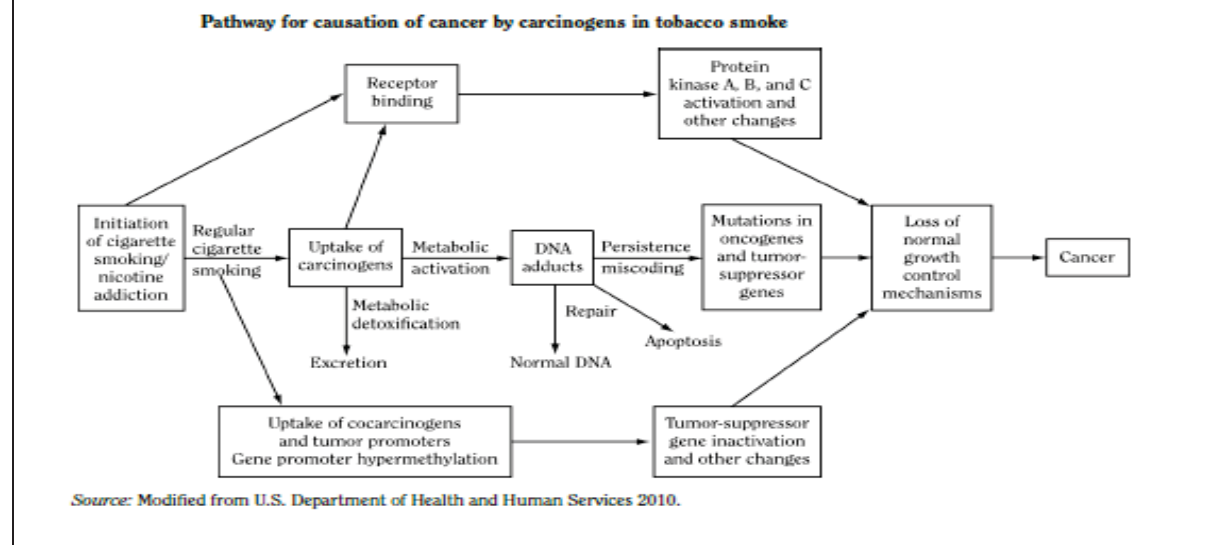 Pathway for causation of cancer by carcinogens in tobacco smoke
Receptor
binding
Protein
kinase A, B, and C
activation and
other changes
Initiation
of cigarette
smoking/
nicotine
addiction
Regular
cigarette
smoking
Uptake of
carcinogens
Metabolic
activation
DNA
adducts
Persistence
miscoding
Mutations in
oncogenes
and tumor-
suppressor
genes
Loss of
normal
growth
control
mechanisms
Cancer
Metabolic
detoxification
Excretion
Repair
Normal DNA
Apoptosis
Uptake of cocarcinogens
and tumor promoters
Gene promoter hypermethylation
Tumor-suppressor
gene inactivation
and other changes
Source: Modified from U.S. Department of Health and Human Services 2010.